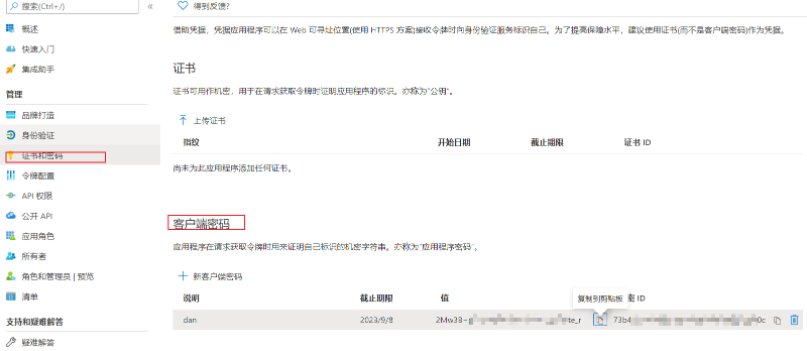 搜索(Ctrl+/)
«
得到反馈?
概述
快速入门
集成助手
管理
品牌打造
身份验证
证书和密码
令牌配置
API 权限
公开 API
应用角色
所有者
角色和管理员 | 预览
清单
支持和疑难解答
疑难解答
借助凭据，凭据应用程序可以在 Web 可寻址位置(使用 HTTPS 方案)接收令牌时向身份验证服务标识自己。为了提高保障水平，建议使用证书(而不是客户端密码)作为凭据。
证书
证书可用作机密，用于在请求获取令牌时证明应用程序的标识。亦称为"公钥"。
上传证书
指纹 开始日期 截止期限 证书 ID
尚未为此应用程序添加任何证书。
客户端密码
应用程序在请求获取令牌时用来证明自己标识的机密字符串。亦称为"应用程序密码"。
新客户端密码
说明 截止期限 值 复制到剪贴板 ID
dan 2023/9/8